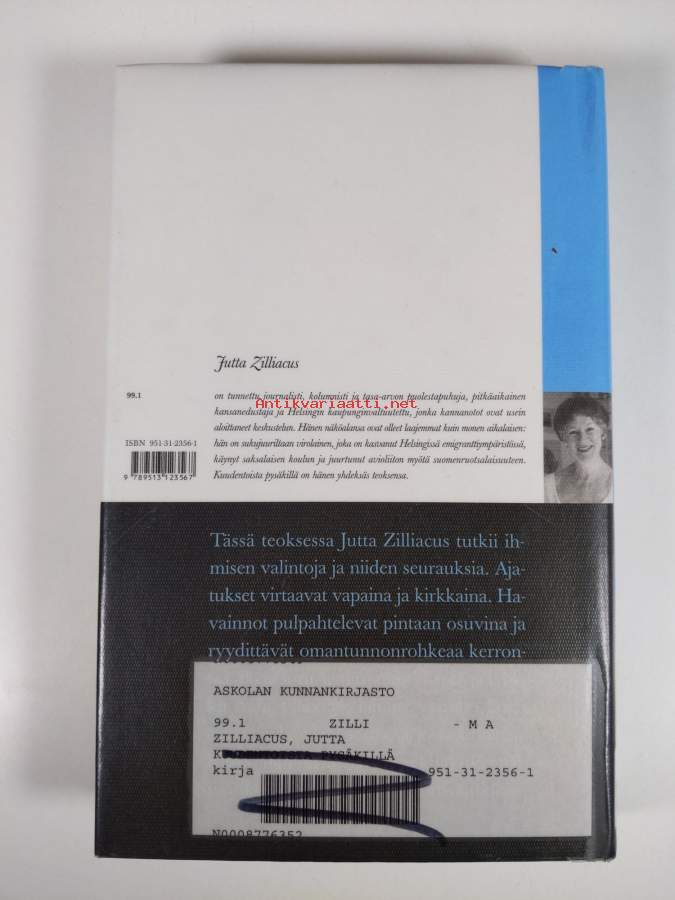 Jutta Zilliacus
99.1
on tunnettu journalisti, kolumnisti ja tasa-arvon puolestapuhuja, pitkäaikainen
Antikvariaatti.net
kansanedustaja ja Helsingin kaupunginvaltuutettu, jonka kannanotot ovat usein
aloittaneet keskustelun. Hänen näköalansa ovat olleet laajemmat kuin monen aikalaisen:
hän on sukujuuriltaan virolainen, joka on kasvanut Helsingissä emigranttiympäristössä,
käynyt saksalaisen koulun ja juurtunut avioliiton myötä suomenruotsalaisuuteen.
Kuudentoista pysäkillä on hänen yhdeksäs teoksensa.
ISBN 951-31-2356-1
9 789513 123567
Tässä teoksessa Jutta Zilliacus tutkii ih-
misen valintoja ja niiden seurauksia. Aja-
tukset virtaavat vapaina ja kirkkaina. Ha-
vainnot pulpahtelevat pintaan osuvina ja
ryydittävät omantunnonrohkeaa kerron-
ASKOLAN KUNNANKIRJASTO
99.1 ZILLI - M A
ZILLIACUS, JUTTA
KUUDENTOISTA PYSÄKILLÄ
kirja 951-31-2356-1
N0008776352